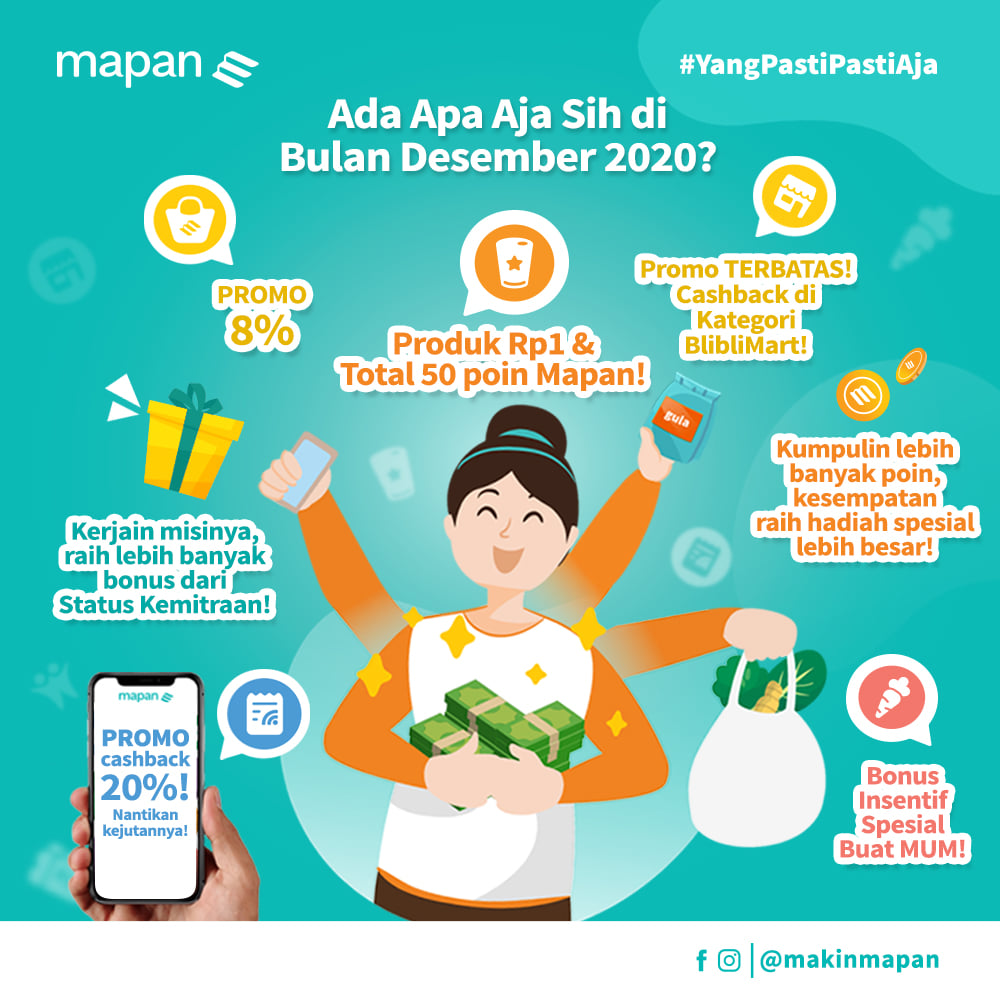 mapan
#YangPastiPastiAja
Ada Apa Aja Sih di
Bulan Desember 2020?
PROMO
8%
Produk Rp1 &
Total 50 poin Mapan!
Promo TERBATAS!
Cashback di
Kategori
BlibliMart!
gula
Kerjain misinya,
raih lebih banyak
bonus dari
Status Kemitraan!
Kumpulin lebih
banyak poin,
kesempatan
raih hadiah spesial
lebih besar!
mapan
PROMO
cashback
20%!
Nantikan
kejutannya!
Bonus
Insentif
Spesial
Buat MUM!
@makinmapan